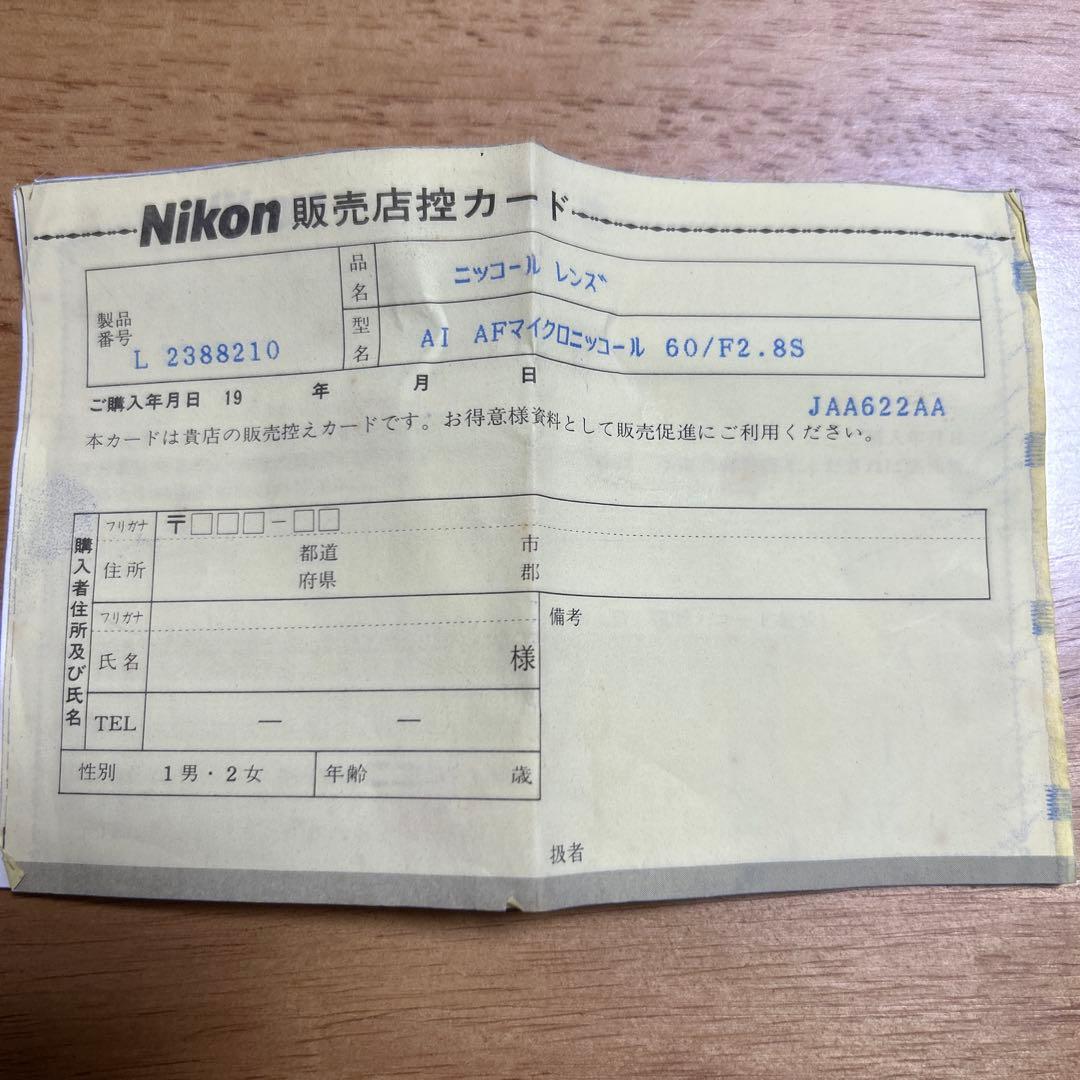 Nikon 販売店控カード
品名 ニッコール レンズ
製品番号 L 2388210
型名 AI AFマイクロニッコール 60/F2.8S
ご購入年月日 19 年 月 日
JAA622AA
本カードは貴店の販売控えカードです。お得意様資料として販売促進にご利用ください。
購入者住所及び氏名
フリガナ 〒□□□-□□
住所 都道府県 市郡
フリガナ
備考
氏名 様
TEL — —
性別 1男・2女 年齢 歳
扱者